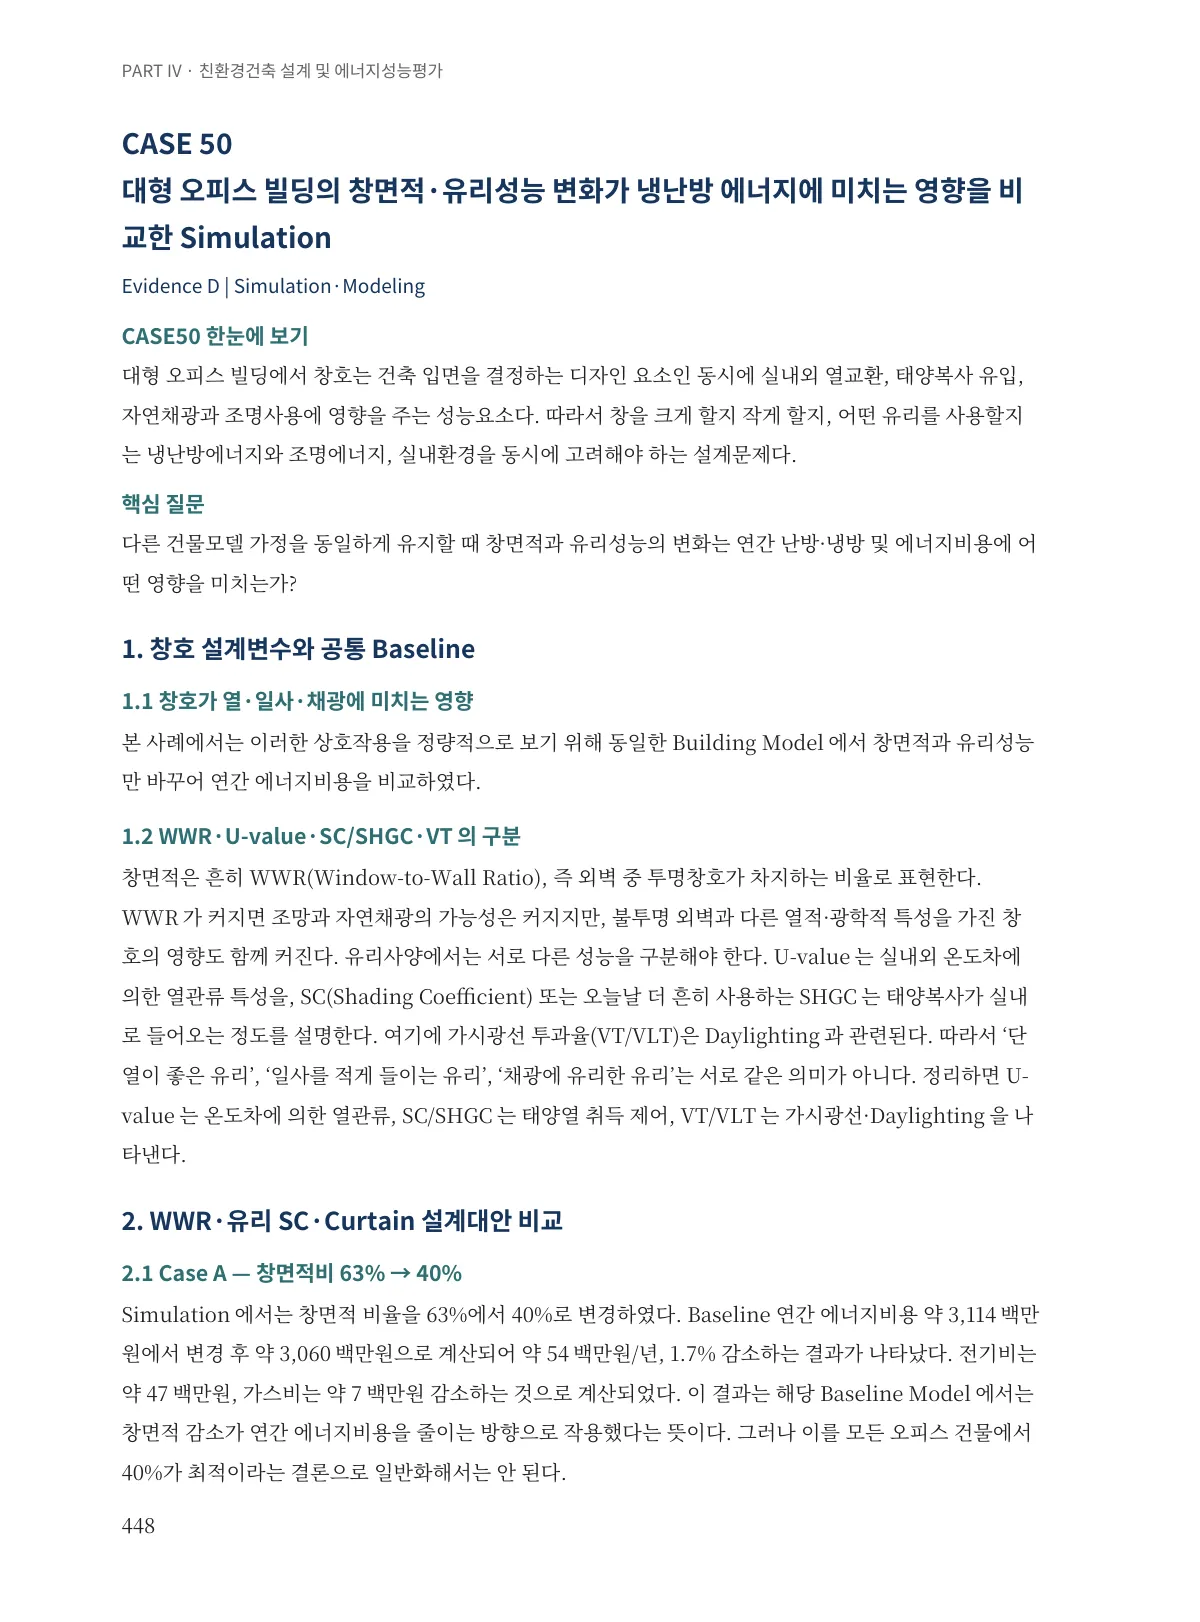 PART IV · 친환경건축 설계 및 에너지성능평가
CASE 50
대형 오피스 빌딩의 창면적·유리성능 변화가 냉난방 에너지에 미치는 영향을 비
교한 Simulation
Evidence D | Simulation·Modeling
CASE50 한눈에 보기
대형 오피스 빌딩에서 창호는 건축 입면을 결정하는 디자인 요소인 동시에 실내외 열교환, 태양복사 유입,
자연채광과 조명사용에 영향을 주는 성능요소다. 따라서 창을 크게 할지 작게 할지, 어떤 유리를 사용할지
는 냉난방에너지와 조명에너지, 실내환경을 동시에 고려해야 하는 설계문제다.
핵심 질문
다른 건물모델 가정을 동일하게 유지할 때 창면적과 유리성능의 변화는 연간 난방·냉방 및 에너지비용에 어
떤 영향을 미치는가?
1. 창호 설계변수와 공통 Baseline
1.1 창호가 열·일사·채광에 미치는 영향
본 사례에서는 이러한 상호작용을 정량적으로 보기 위해 동일한 Building Model 에서 창면적과 유리성능
만 바꾸어 연간 에너지비용을 비교하였다.
1.2 WWR·U-value·SC/SHGC·VT 의 구분
창면적은 흔히 WWR(Window-to-Wall Ratio), 즉 외벽 중 투명창호가 차지하는 비율로 표현한다.
WWR 가 커지면 조망과 자연채광의 가능성은 커지지만, 불투명 외벽과 다른 열적·광학적 특성을 가진 창
호의 영향도 함께 커진다. 유리사양에서는 서로 다른 성능을 구분해야 한다. U-value 는 실내외 온도차에
의한 열관류 특성을, SC(Shading Coefficient) 또는 오늘날 더 흔히 사용하는 SHGC 는 태양복사가 실내
로 들어오는 정도를 설명한다. 여기에 가시광선 투과율(VT/VLT)은 Daylighting 과 관련된다. 따라서 ‘단
열이 좋은 유리’, ‘일사를 적게 들이는 유리’, ‘채광에 유리한 유리’는 서로 같은 의미가 아니다. 정리하면 U-
value 는 온도차에 의한 열관류, SC/SHGC 는 태양열 취득 제어, VT/VLT 는 가시광선·Daylighting 을 나
타낸다.
2. WWR·유리 SC·Curtain 설계대안 비교
2.1 Case A — 창면적비 63% → 40%
Simulation 에서는 창면적 비율을 63%에서 40%로 변경하였다. Baseline 연간 에너지비용 약 3,114 백만
원에서 변경 후 약 3,060 백만원으로 계산되어 약 54 백만원/년, 1.7% 감소하는 결과가 나타났다. 전기비는
약 47 백만원, 가스비는 약 7 백만원 감소하는 것으로 계산되었다. 이 결과는 해당 Baseline Model 에서는
창면적 감소가 연간 에너지비용을 줄이는 방향으로 작용했다는 뜻이다. 그러나 이를 모든 오피스 건물에서
40%가 최적이라는 결론으로 일반화해서는 안 된다.
448